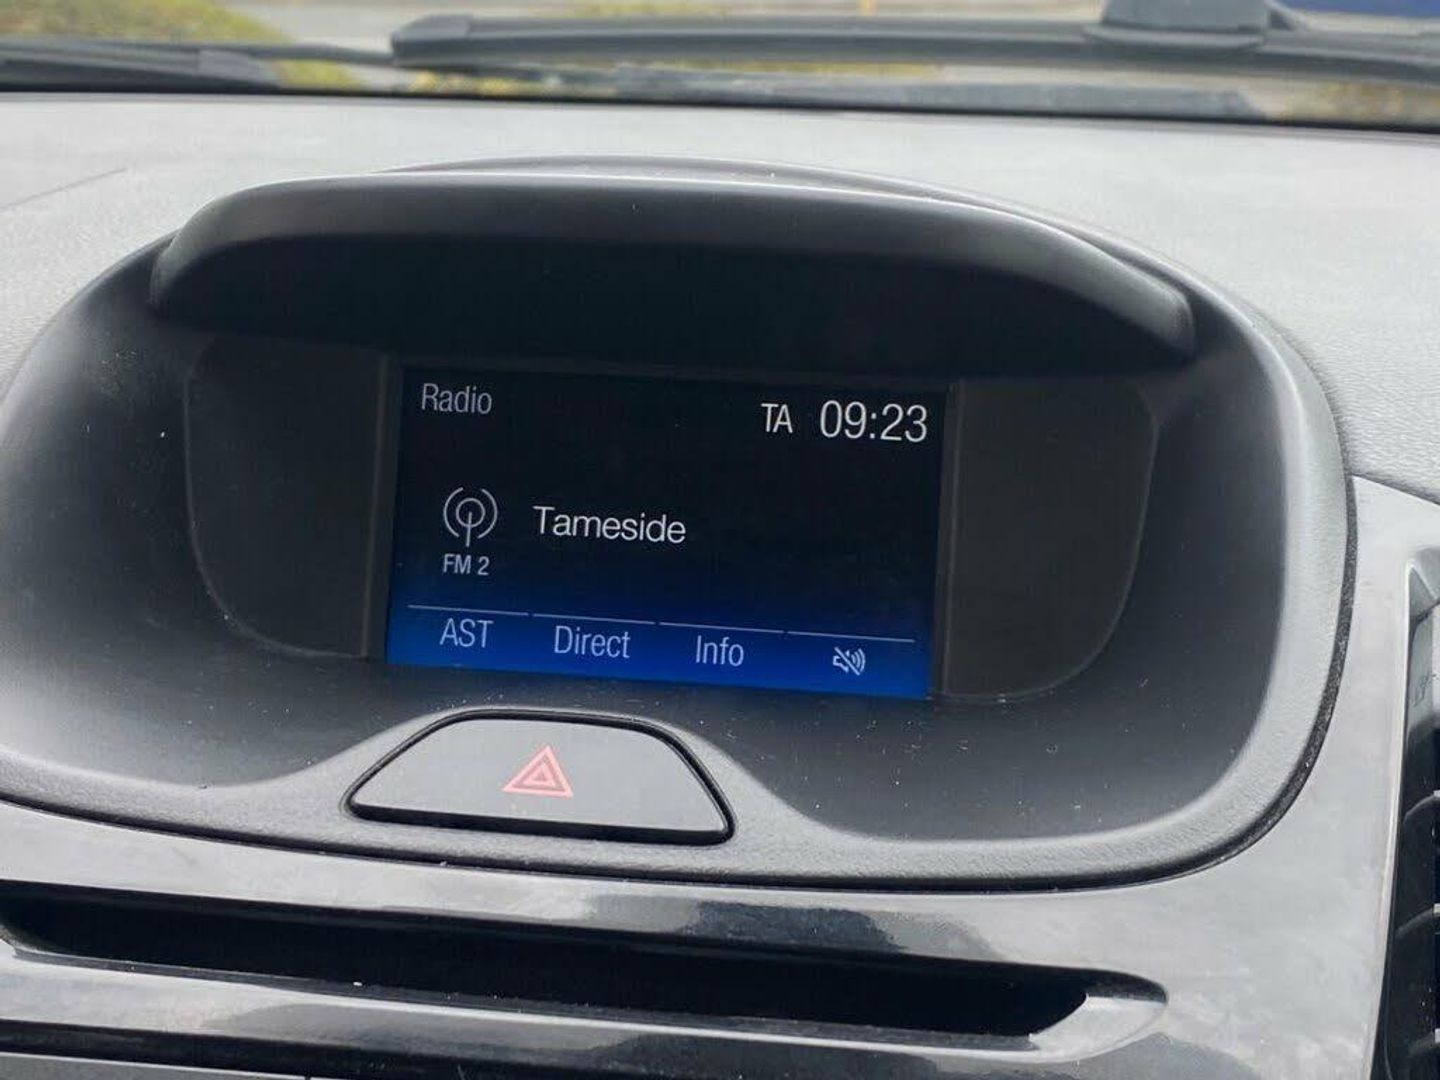 Radio
TA 09:23
Tameside
FM 2
AST Direct Info